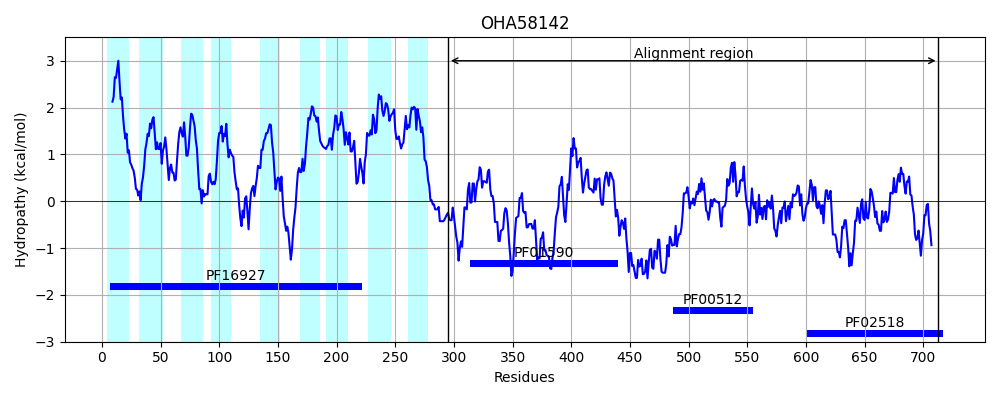 OHA58142
Alignment region
Hydropathy (kcal/mol)
3
2
1
0
−1
−2
−3
PF01590
PF16927
PF00512
PF02518
0 50 100 150 200 250 300 350 400 450 500 550 600 650 700
Residues